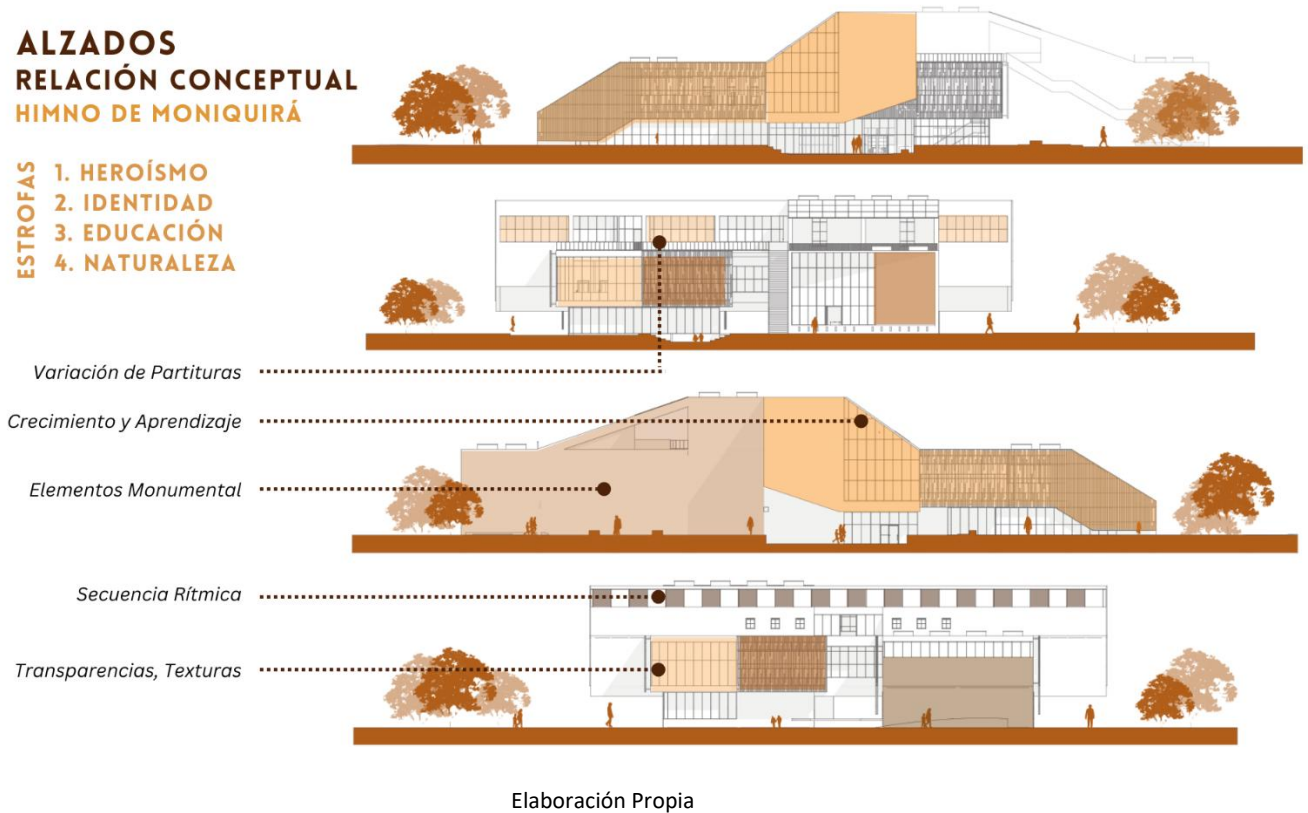 ALZADOS
RELACIÓN CONCEPTUAL
HIMNO DE MONIQUIRÁ
ESTROFAS
1. HEROÍSMO
2. IDENTIDAD
3. EDUCACIÓN
4. NATURALEZA
Variación de Partituras
Crecimiento y Aprendizaje
Elementos Monumental
Secuencia Rítmica
Transparencias, Texturas
Elaboración Propia